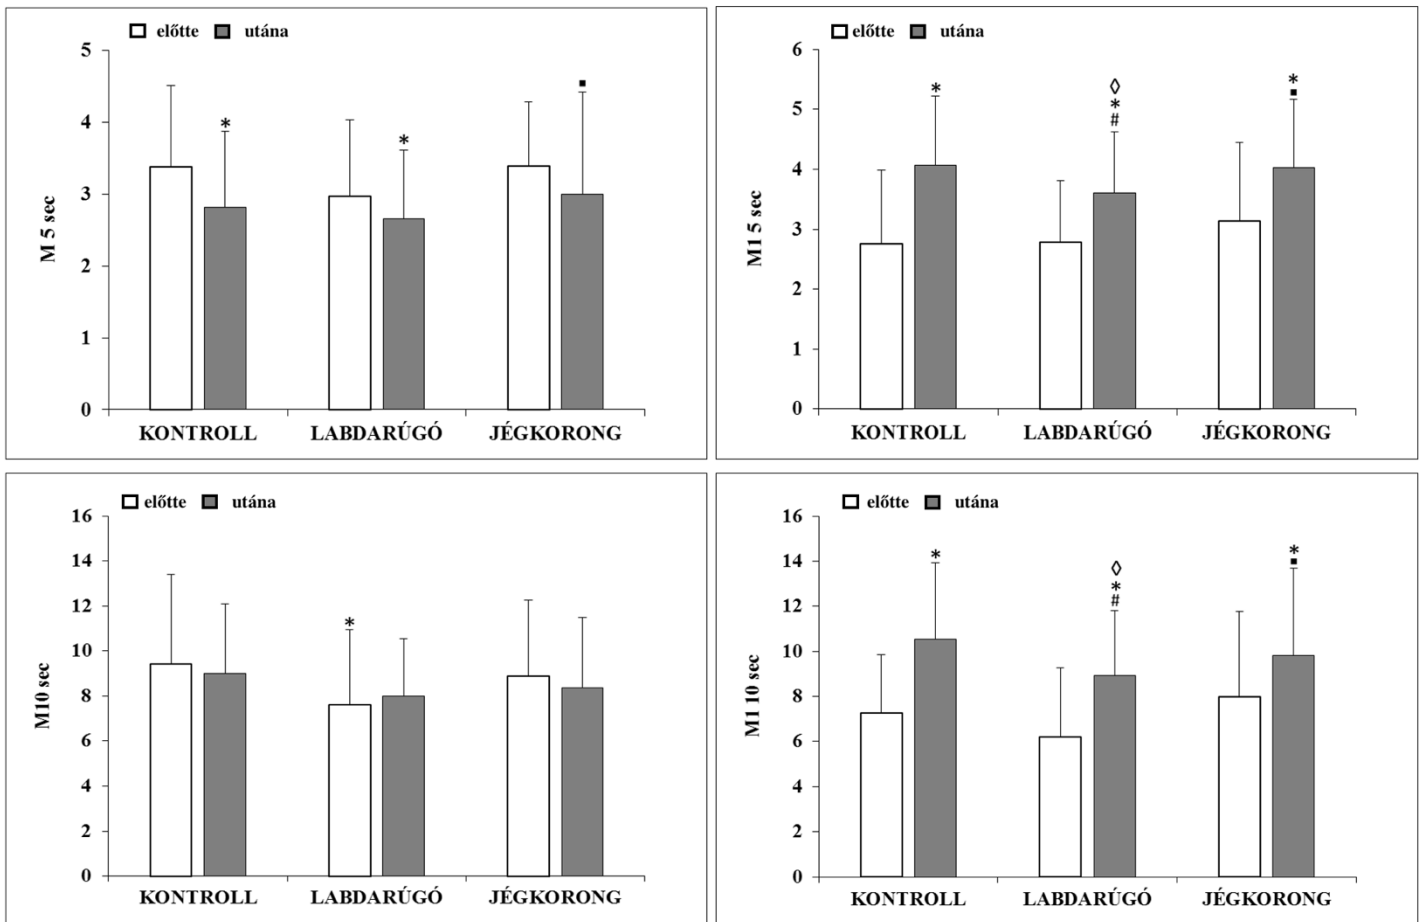 előtte utána
5
4
3
2
1
0
M 5 sec
* * ▪
KONTROLL LABDARÚGÓ JÉGKORONG
előtte utána
6
5
4
3
2
1
0
M1 5 sec
* ◊ * # * ▪
KONTROLL LABDARÚGÓ JÉGKORONG
előtte utána
16
14
12
10
8
6
4
2
0
M10 sec
*
KONTROLL LABDARÚGÓ JÉGKORONG
előtte utána
16
14
12
10
8
6
4
2
0
M1 10 sec
* ◊ * # * ▪
KONTROLL LABDARÚGÓ JÉGKORONG